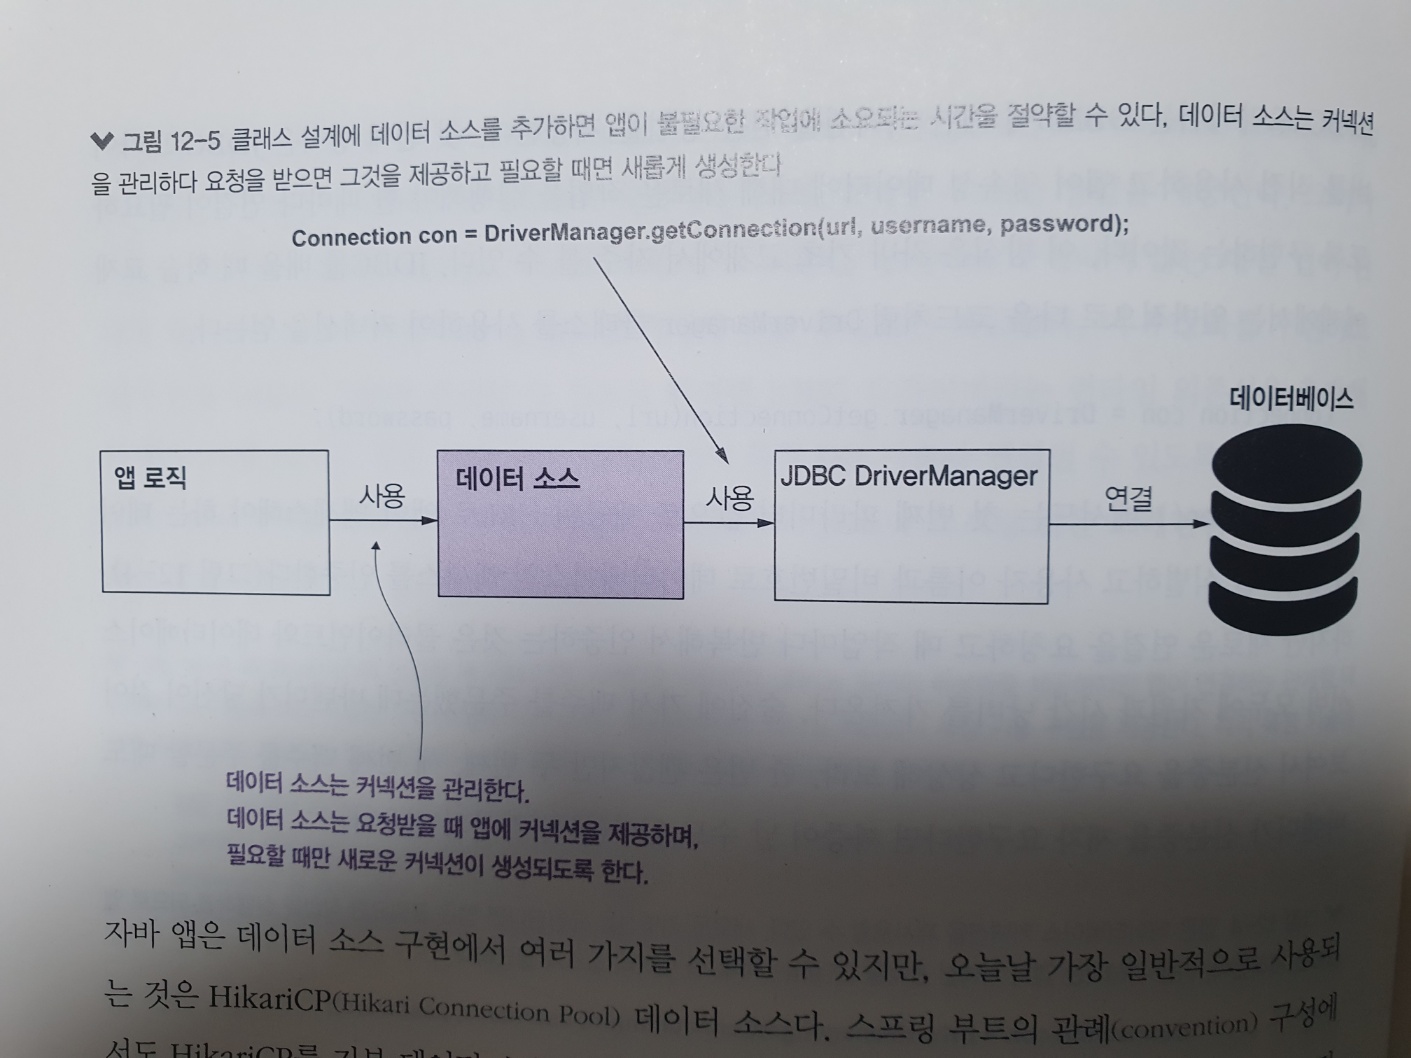 그림 12-5 클래스 설계에 데이터 소스를 추가하면 앱이 불필요한 작업에 소요되는 시간을 절약할 수 있다, 데이터 소스는 커넥션
을 관리하다 요청을 받으면 그것을 제공하고 필요할 때면 새롭게 생성한다
Connection con = DriverManager.getConnection(url, username, password);
데이터베이스
앱 로직
사용
데이터 소스
사용
JDBC DriverManager
연결
데이터 소스는 커넥션을 관리한다.
데이터 소스는 요청받을 때 앱에 커넥션을 제공하며,
필요할 때만 새로운 커넥션이 생성되도록 한다.
자바 앱은 데이터 소스 구현에서 여러 가지를 선택할 수 있지만, 오늘날 가장 일반적으로 사용되
는 것은 HikariCP(Hikari Connection Pool) 데이터 소스다. 스프링 부트의 관례(convention) 구성에
서도 HikariCP를 기본 데이터